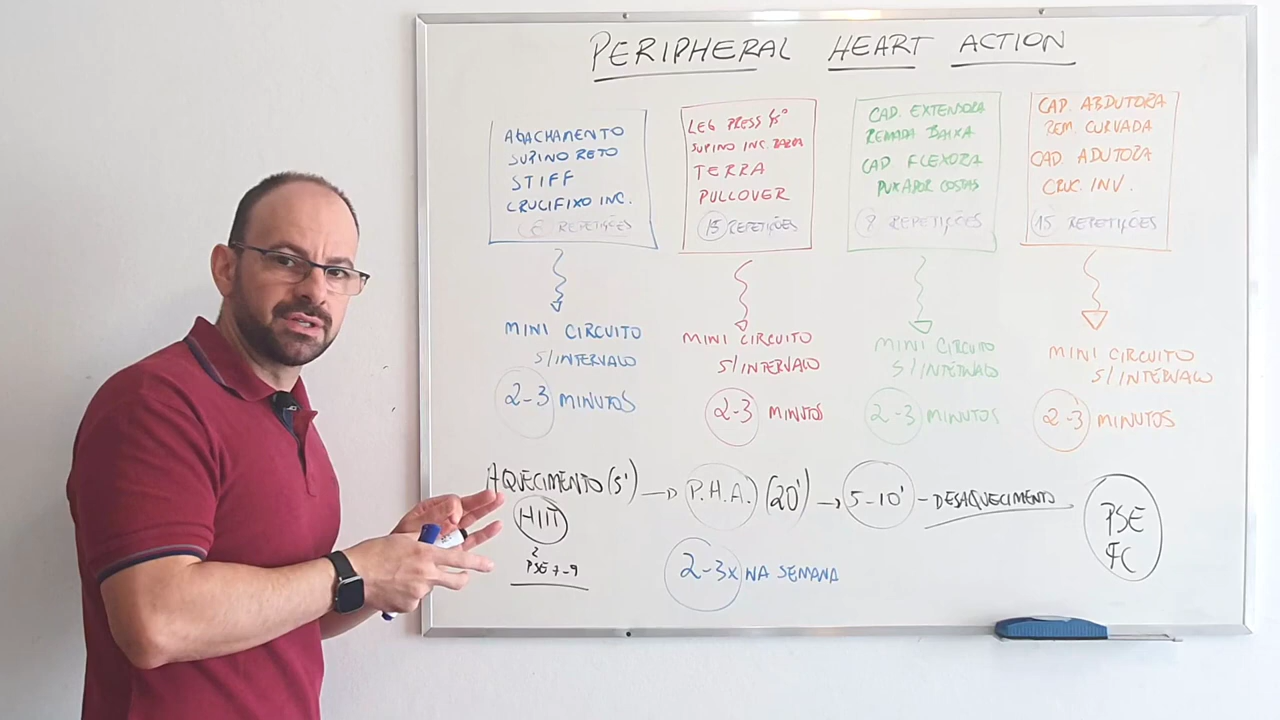 PERIPHERAL HEART ACTION
AGACHAMENTO
SUPINO RETO
STIFF
CRUCIFIXO INC.
REPETIÇÕES
LEG PRESS 45°
SUPINO INC. BARRA
TERRA
PULLOVER
15 REPETIÇÕES
CAD. EXTENSORA
REMADA BAIXA
CAD FLEXORA
PUXADOR COSTAS
8 REPETIÇÕES
CAD. ABDUTORA
REM. CURVADA
CAD. ADUTORA
CRUC. INV.
15 REPETIÇÕES
MINI CIRCUITO
S/INTERVALO
2-3 MINUTOS
MINI CIRCUITO
S/INTERVALO
2-3 MINUTOS
MINI CIRCUITO
S/INTERVALO
2-3 MINUTOS
MINI CIRCUITO
S/INTERVALO
2-3 MINUTOS
AQUECIMENTO (5') → P.H.A. (20') → 5-10' - DESAQUECIMENTO
HIIT
PSE 7-9
2-3x NA SEMANA
PSE
FC